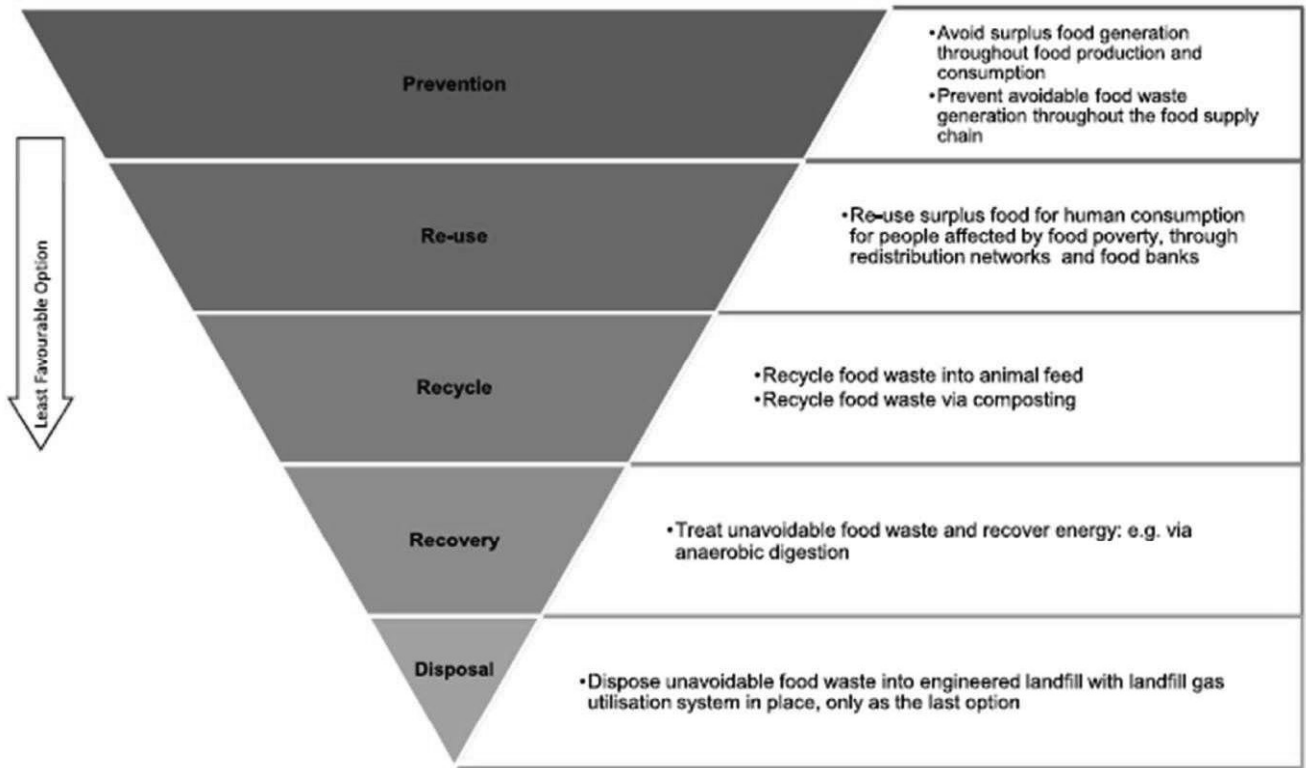 Prevention
•Avoid surplus food generation
throughout food production and
consumption
•Prevent avoidable food waste
generation throughout the food supply
chain
Least Favourable Option
Re-use
•Re-use surplus food for human consumption
for people affected by food poverty, through
redistribution networks and food banks
Recycle
•Recycle food waste into animal feed
•Recycle food waste via composting
Recovery
•Treat unavoidable food waste and recover energy: e.g. via
anaerobic digestion
Disposal
•Dispose unavoidable food waste into engineered landfill with landfill gas
utilisation system in place, only as the last option